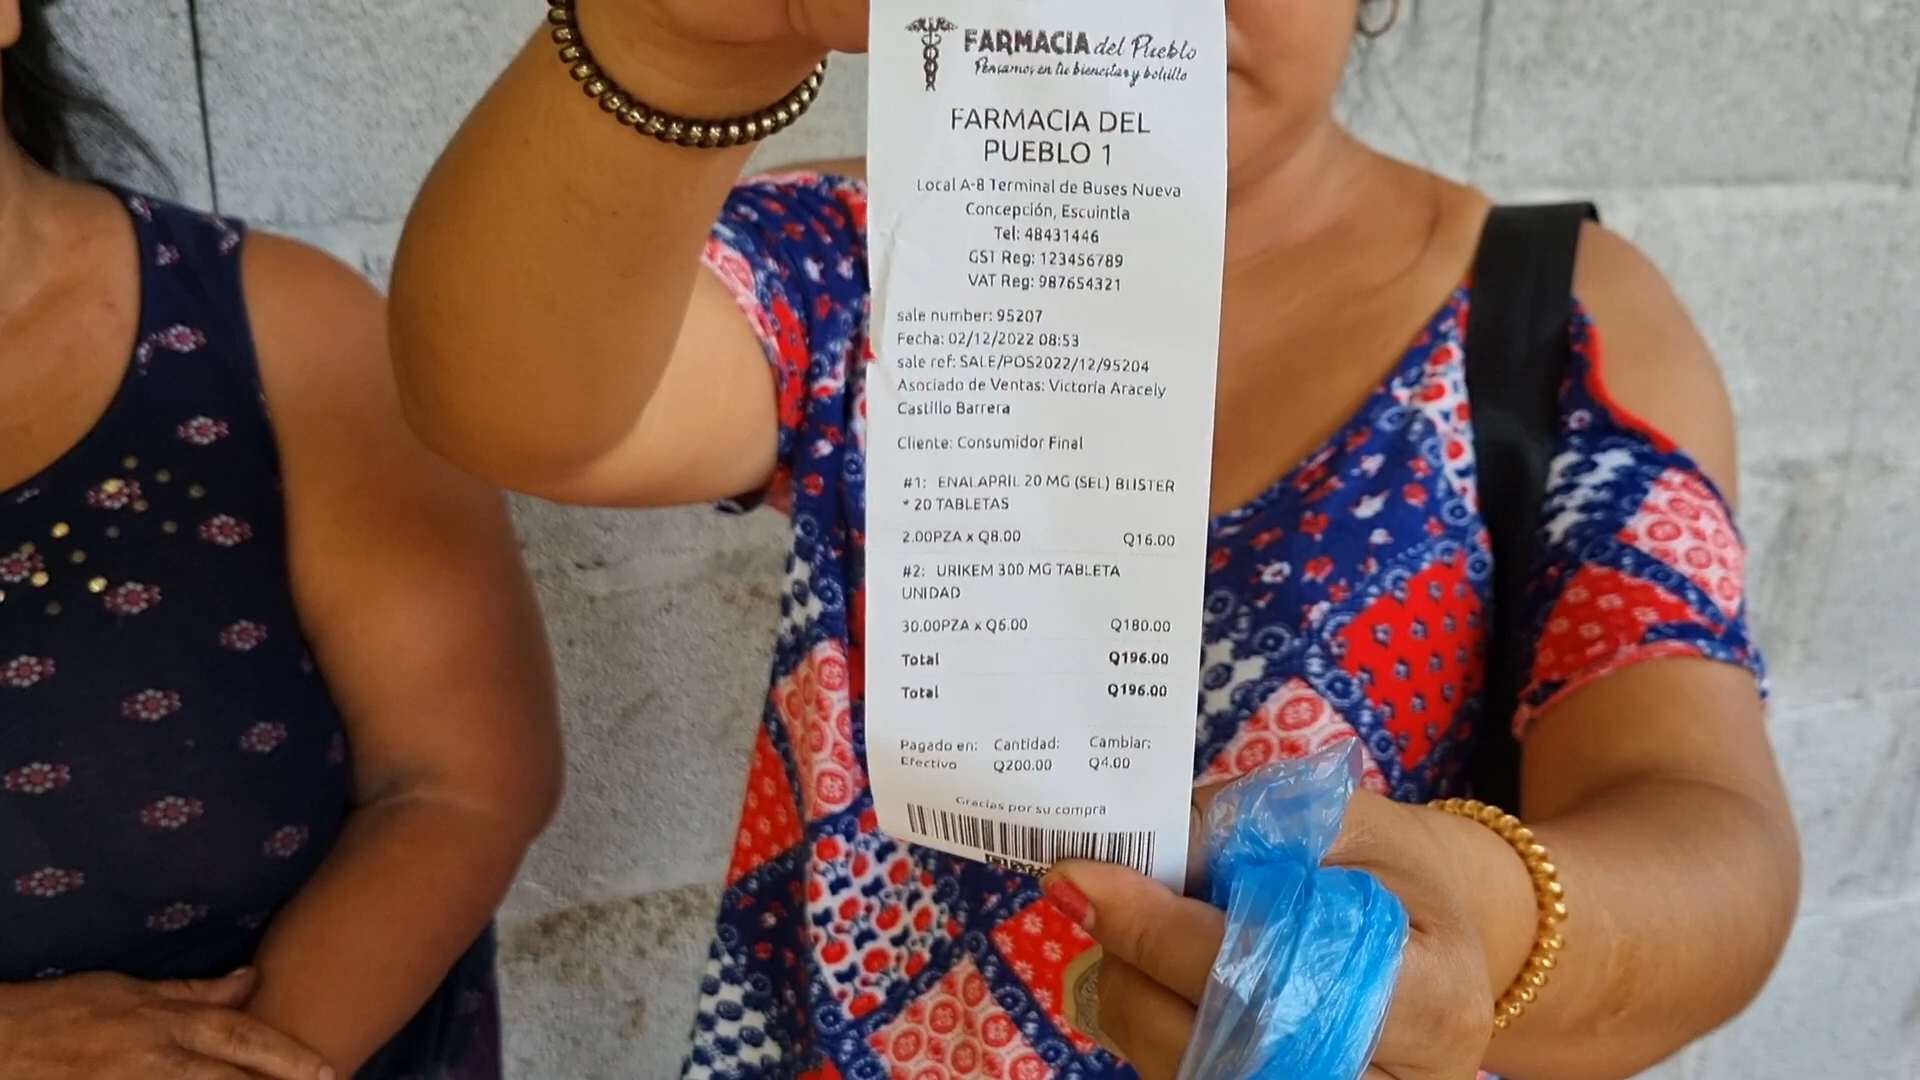 FARMACIA del Pueblo
Pensamos en tu bienestar y bolsillo
FARMACIA DEL
PUEBLO 1
Local A-8 Terminal de Buses Nueva
Concepción, Escuintla
Tel: 48431446
GST Reg: 123456789
VAT Reg: 987654321
sale number: 95207
Fecha: 02/12/2022 08:53
sale ref: SALE/POS2022/12/95204
Asociado de Ventas: Victoria Aracely
Castillo Barrera
Cliente: Consumidor Final
#1: ENALAPRIL 20 MG (SEL) BLISTER
* 20 TABLETAS
2.00PZA x Q8.00 Q16.00
#2: URIKEM 300 MG TABLETA
UNIDAD
30.00PZA x Q6.00 Q180.00
Total Q196.00
Total Q196.00
Pagado en: Cantidad: Cambiar:
Efectivo Q200.00 Q4.00
Gracias por su compra